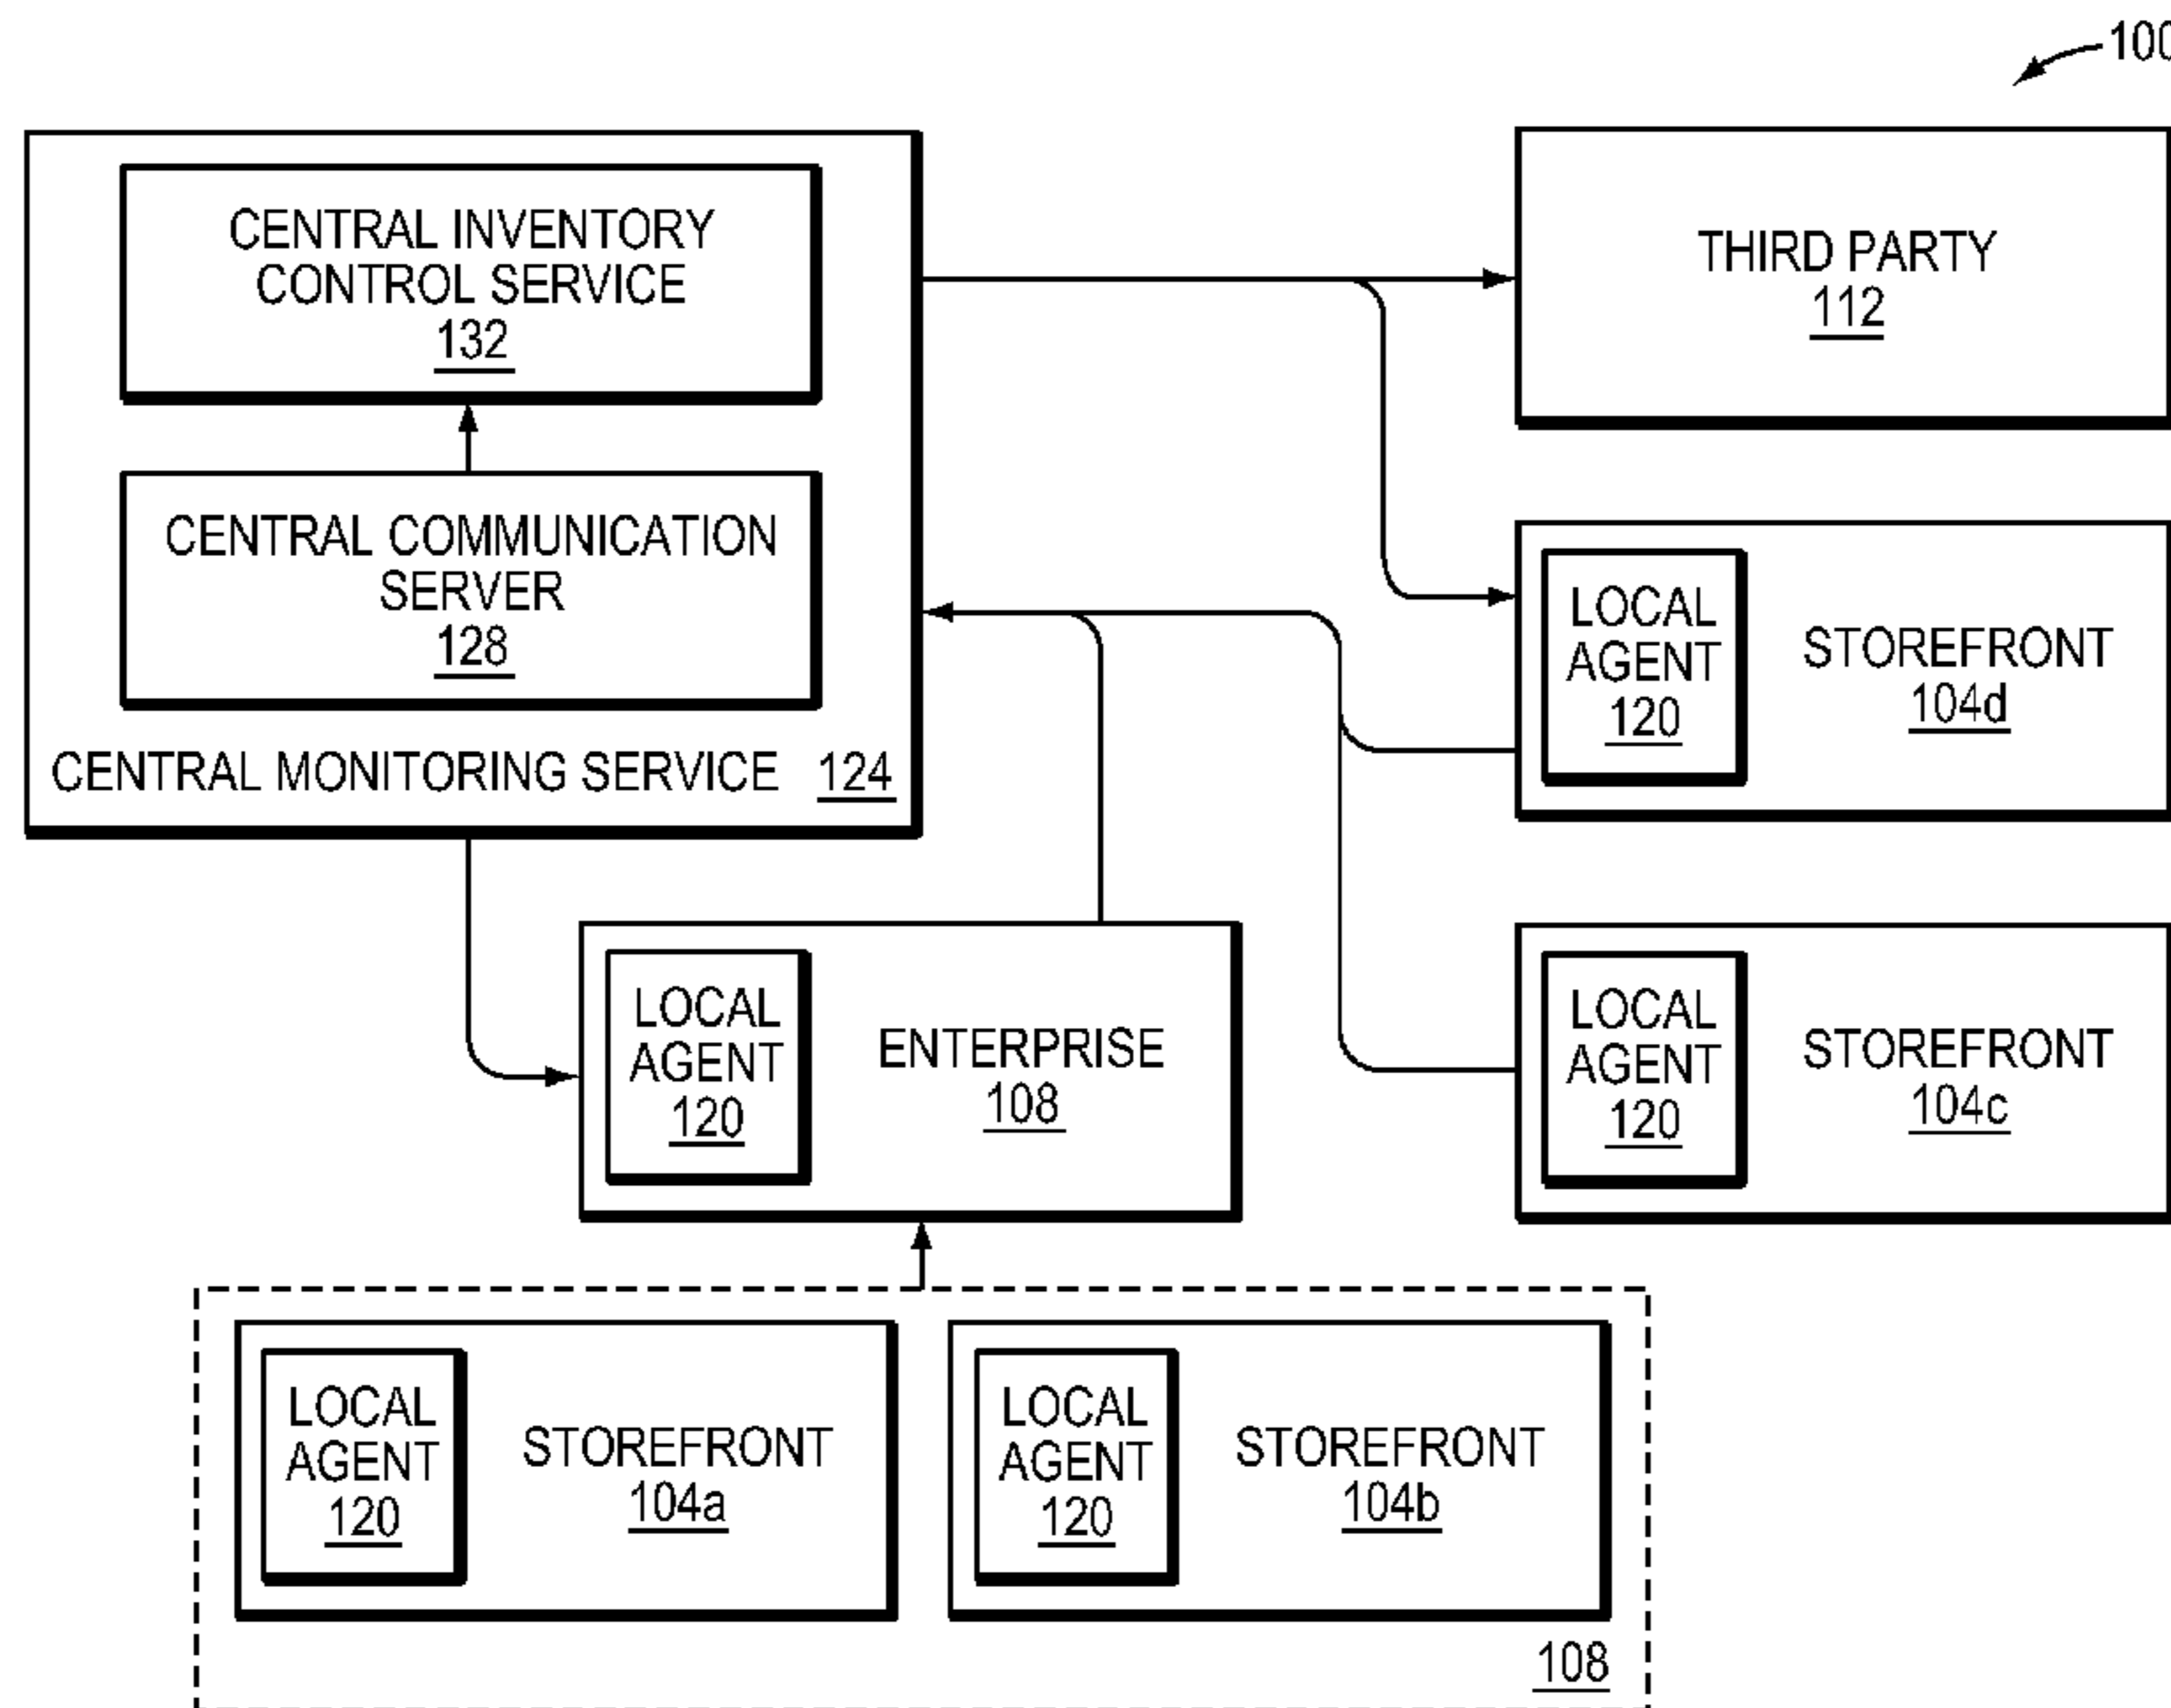 100
CENTRAL INVENTORY
CONTROL SERVICE
132
CENTRAL COMMUNICATION
SERVER
128
CENTRAL MONITORING SERVICE 124
THIRD PARTY
112
LOCAL
AGENT
120
STOREFRONT
104d
LOCAL
AGENT
120
ENTERPRISE
108
LOCAL
AGENT
120
STOREFRONT
104c
LOCAL
AGENT
120
STOREFRONT
104a
LOCAL
AGENT
120
STOREFRONT
104b
108